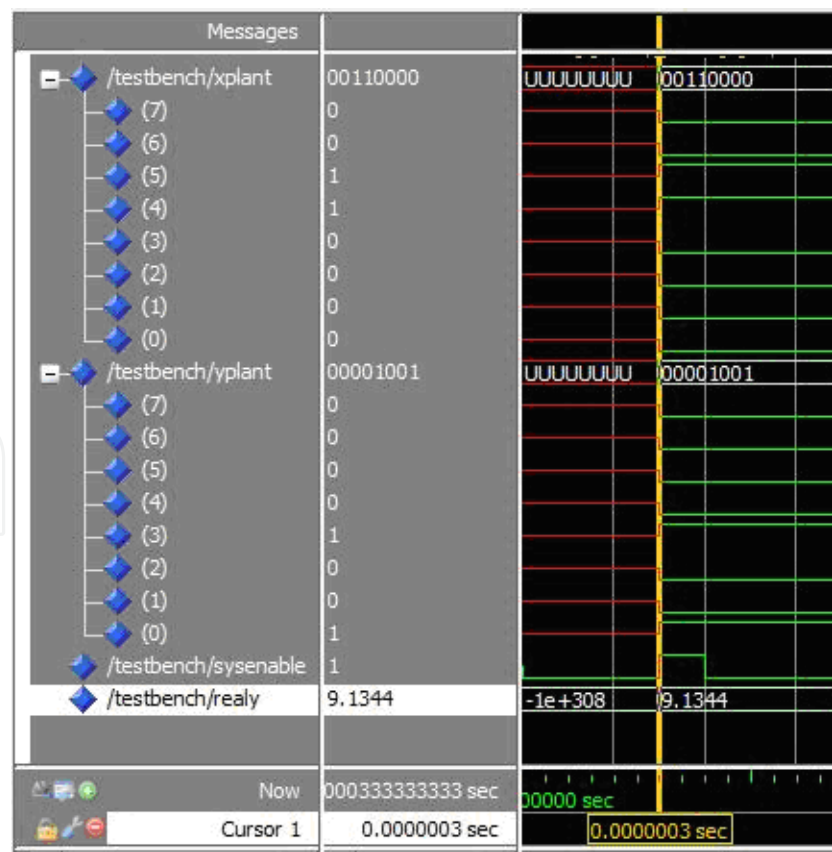 Messages
/testbench/xplant 00110000 UUUUUUUU 00110000
(7) 0
(6) 0
(5) 1
(4) 1
(3) 0
(2) 0
(1) 0
(0) 0
/testbench/yplant 00001001 UUUUUUUU 00001001
(7) 0
(6) 0
(5) 0
(4) 0
(3) 1
(2) 0
(1) 0
(0) 1
/testbench/sysenable 1
/testbench/realy 9.1344 -1e+308 9.1344
Now 000333333333 sec 00000 sec
Cursor 1 0.0000003 sec 0.0000003 sec